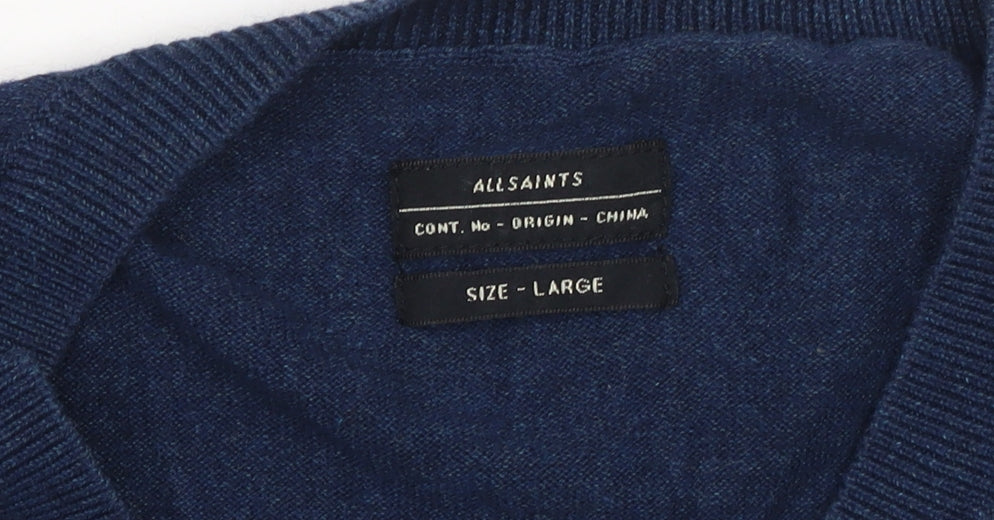 ALLSAINTS
CONT. No - ORIGIN - CHINA
SIZE - LARGE